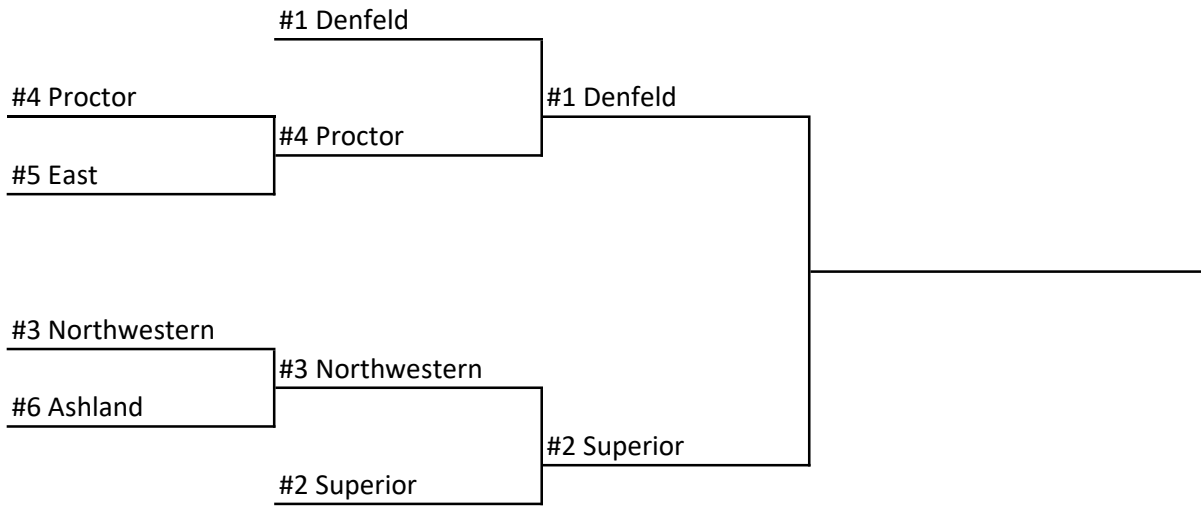 #1 Denfeld
#4 Proctor
#1 Denfeld
#4 Proctor
#5 East
#3 Northwestern
#3 Northwestern
#6 Ashland
#2 Superior
#2 Superior